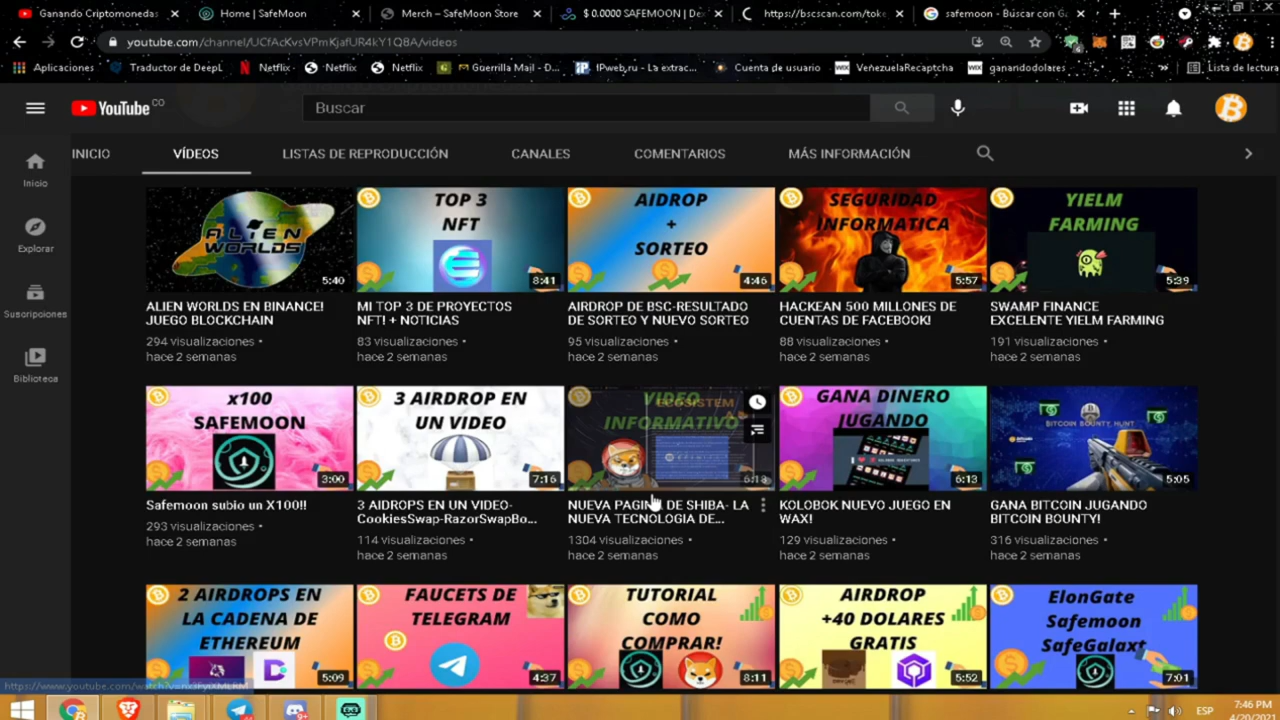 Ganando Criptomonedas
Home | SafeMoon
Merch – SafeMoon Store
$ 0.0000 SAFEMOON | De
https://bscscan.com/toke
safemoon - Buscar con G
youtube.com/channel/UCfAcKvsVPmKjafUR4kY1Q8A/videos
Aplicaciones
Traductor de DeepL
Netflix
Netflix
Netflix
Guerrilla Mail - D...
IPweb.ru - La extrac...
Cuenta de usuario
VenezuelaRecaptcha
ganandodolares
Lista de lectura
YouTube CO
Buscar
INICIO
VÍDEOS
LISTAS DE REPRODUCCIÓN
CANALES
COMENTARIOS
MÁS INFORMACIÓN
Inicio
Explorar
Suscripciones
Biblioteca
ALIEN
WORLDS
5:40
TOP 3
NFT
8:41
AIDROP
+
SORTEO
4:46
SEGURIDAD
INFORMATICA
5:57
YIELM
FARMING
5:39
ALIEN WORLDS EN BINANCE!
JUEGO BLOCKCHAIN
294 visualizaciones •
hace 2 semanas
MI TOP 3 DE PROYECTOS
NFT! + NOTICIAS
83 visualizaciones •
hace 2 semanas
AIRDROP DE BSC-RESULTADO
DE SORTEO Y NUEVO SORTEO
95 visualizaciones •
hace 2 semanas
HACKEAN 500 MILLONES DE
CUENTAS DE FACEBOOK!
88 visualizaciones •
hace 2 semanas
SWAMP FINANCE
EXCELENTE YIELM FARMING
191 visualizaciones •
hace 2 semanas
x100
SAFEMOON
3:00
3 AIRDROP EN
UN VIDEO
7:16
VIDEO
INFORMATIVO
ECOSISTEM
6:18
GANA DINERO
JUGANDO
6:13
BITCOIN BOUNTY HUNT
5:05
Safemoon subio un X100!!
293 visualizaciones •
hace 2 semanas
3 AIDROPS EN UN VIDEO-
CookiesSwap-RazorSwapBo...
114 visualizaciones •
hace 2 semanas
NUEVA PAGINA DE SHIBA- LA
NUEVA TECNOLOGIA DE...
1304 visualizaciones •
hace 2 semanas
KOLOBOK NUEVO JUEGO EN
WAX!
129 visualizaciones •
hace 2 semanas
GANA BITCOIN JUGANDO
BITCOIN BOUNTY!
316 visualizaciones •
hace 2 semanas
2 AIRDROPS EN
LA CADENA DE
ETHEREUM
5:09
FAUCETS DE
TELEGRAM
4:37
TUTORIAL
COMO
COMPRAR!
8:11
AIRDROP
+40 DOLARES
GRATIS
5:52
ElonGate
Safemoon
SafeGalaxt
7:01
ESP
7:46 PM
4/20/2021